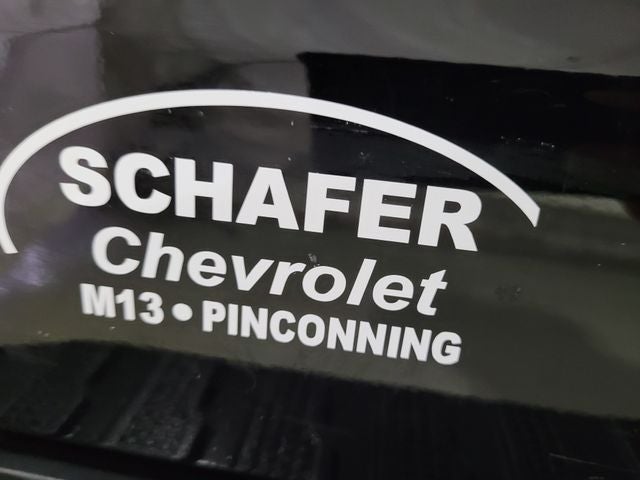 SCHAFER
Chevrolet
M13 • PINCONNING